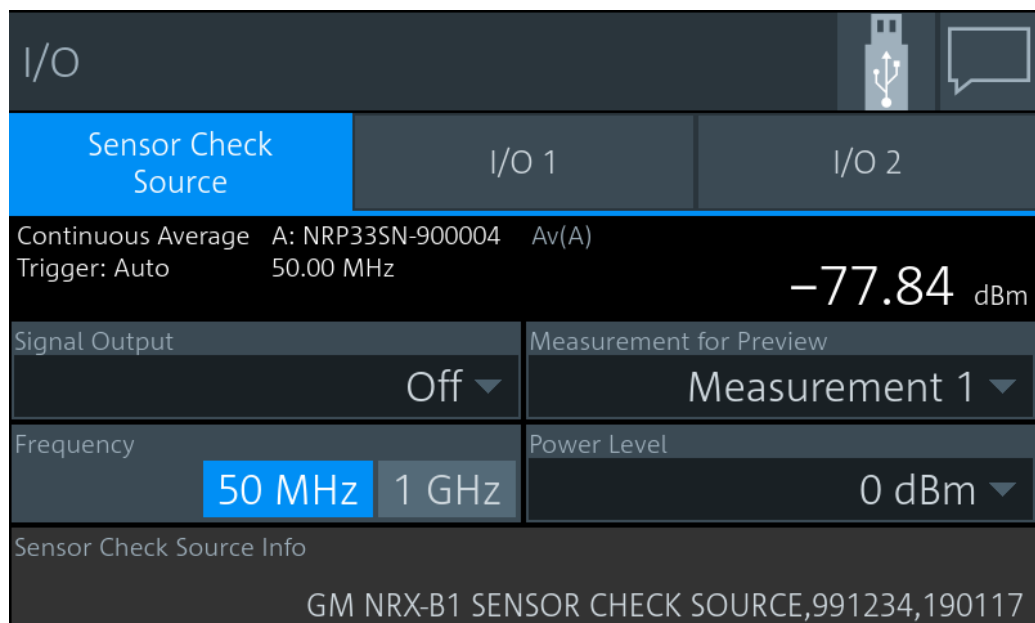 I/O
Sensor Check
Source
I/O 1
I/O 2
Continuous Average A: NRP33SN-900004 Av(A)
Trigger: Auto 50.00 MHz
−77.84 dBm
Signal Output
Off
Measurement for Preview
Measurement 1
Frequency
50 MHz 1 GHz
Power Level
0 dBm
Sensor Check Source Info
GM NRX-B1 SENSOR CHECK SOURCE,991234,190117